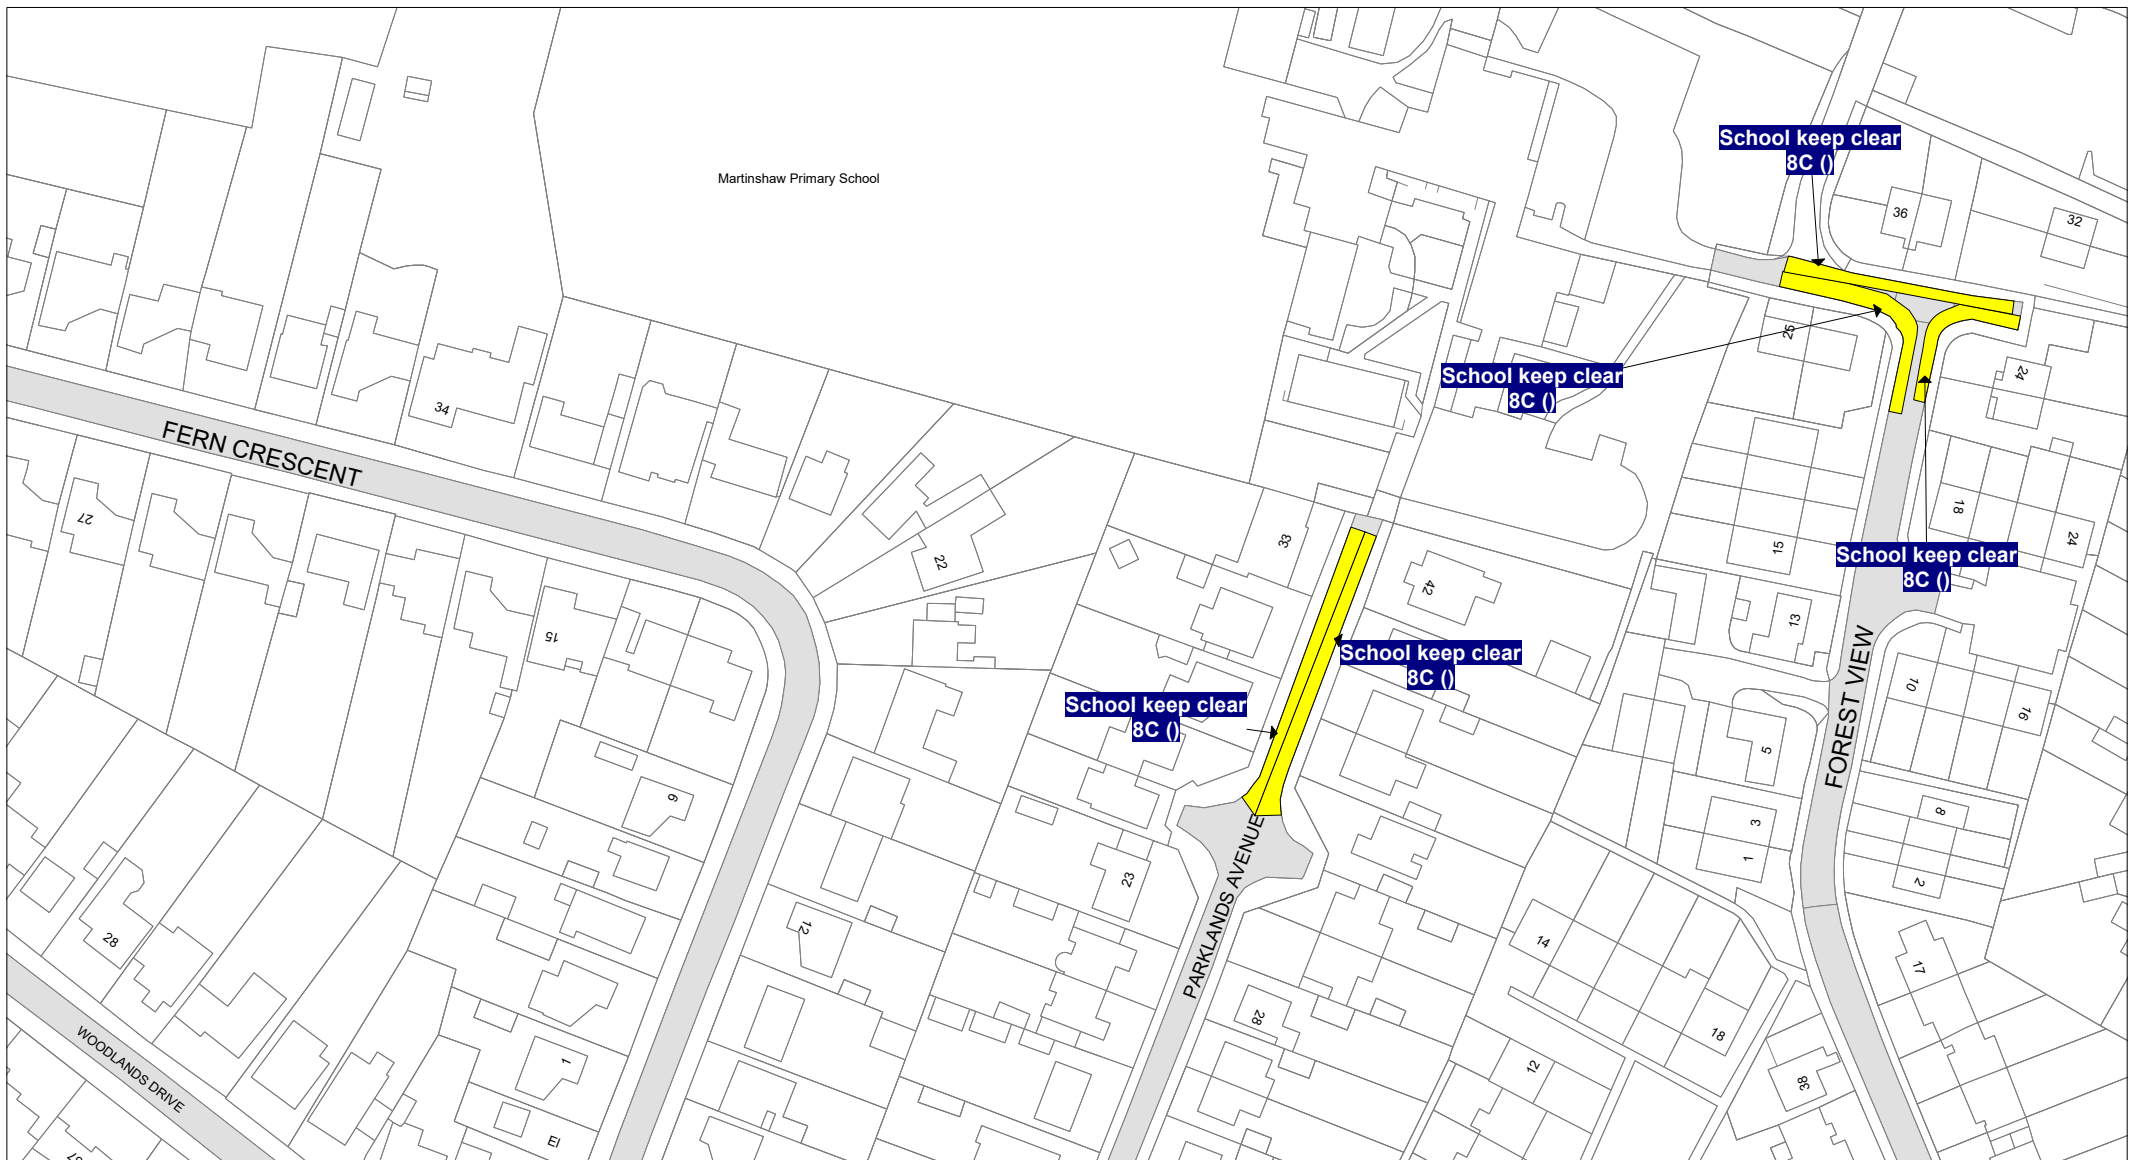 School keep clear
8C ()
Martinshaw Primary School
36
32
25
School keep clear
8C ()
24
34
FERN CRESCENT
27
22
33
18
24
15
School keep clear
8C ()
42
13
15
School keep clear
8C ()
School keep clear
8C ()
10
16
5
FOREST VIEW
9
3
8
1
2
23
PARKLANDS AVENUE
12
14
28
17
18
28
WOODLANDS DRIVE
1
12
38
El